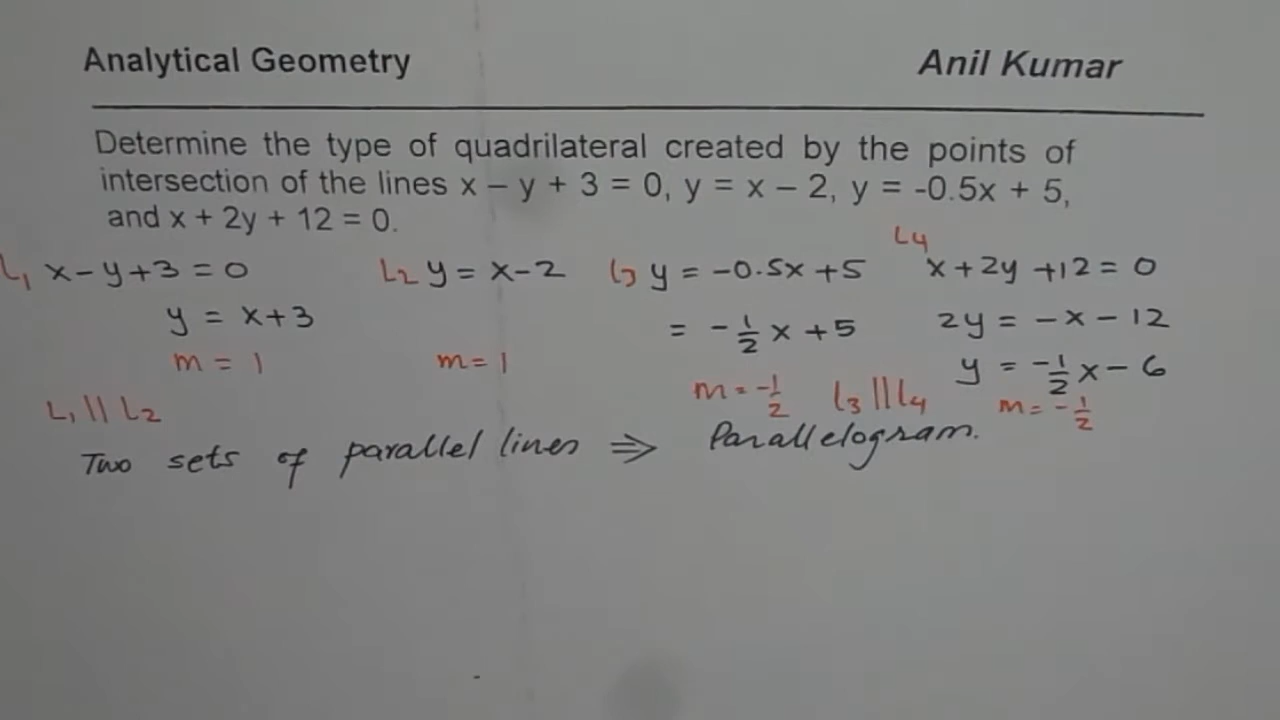 Analytical Geometry Anil Kumar
Determine the type of quadrilateral created by the points of
intersection of the lines x – y + 3 = 0, y = x – 2, y = -0.5x + 5,
and x + 2y + 12 = 0.
L1 x-y+3 = 0 L2 y = x-2 L3 y = -0.5x +5 L4 x+2y +12 = 0
y = x+3 = -1/2 x +5 2y = -x - 12
m = 1 m=1 m = -1/2 L3 || L4 y = -1/2 x - 6
L1 || L2 m = -1/2
Two sets of parallel lines ⇒ Parallelogram.